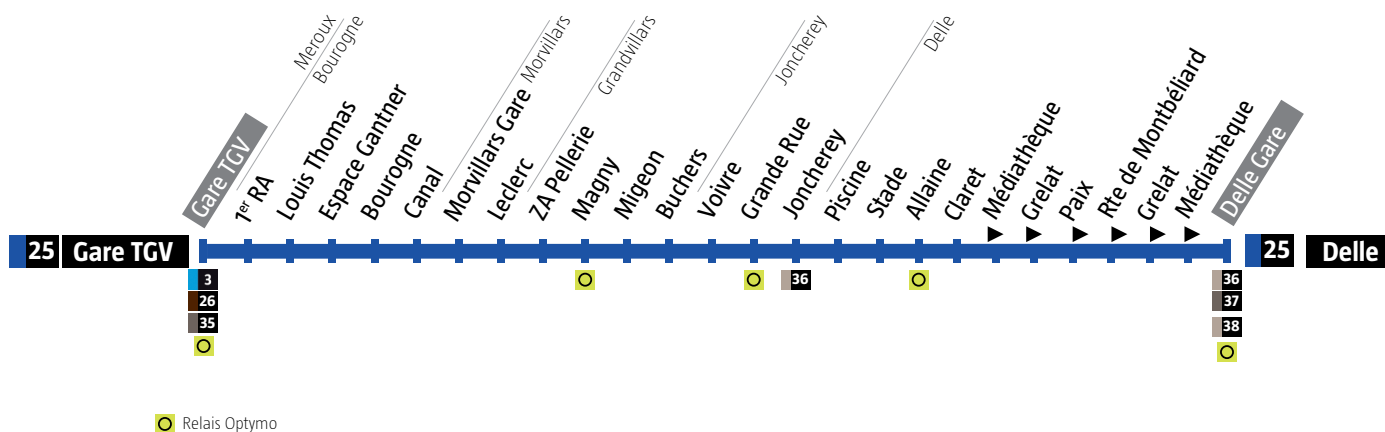 Meroux
Bourogne
Morvillars
Grandvillars
Joncherey
Delle
Gare TGV
1er RA
Louis Thomas
Espace Gantner
Bourogne
Canal
Morvillars Gare
Leclerc
ZA Pellerie
Magny
Migeon
Buchers
Voivre
Grande Rue
Joncherey
Piscine
Stade
Allaine
Claret
Médiathèque
Grelat
Paix
Rte de Montbéliard
Grelat
Médiathèque
Delle Gare
25 Gare TGV
25 Delle
3
26
35
36
36
37
38
Relais Optymo